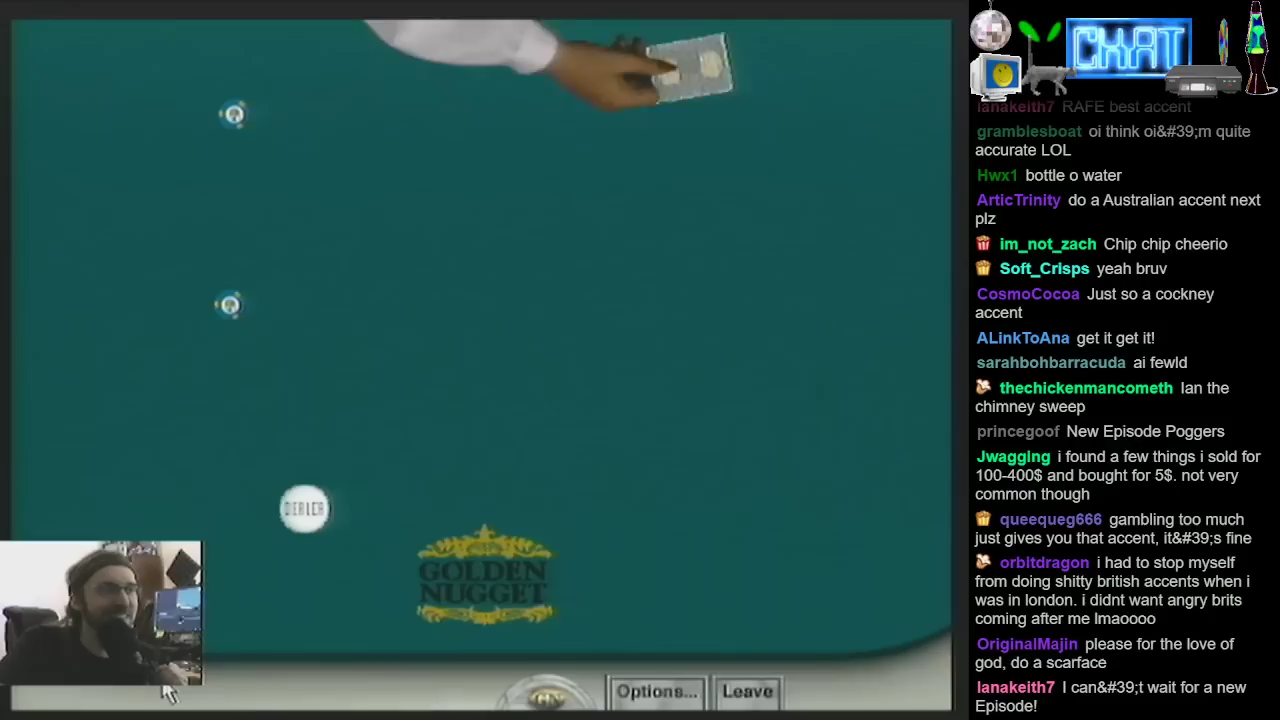 DEALER
GOLDEN
NUGGET
GN
Options...
Leave
CHAT
lanakeith7 RAFE best accent
gramblesboat oi think oi&#39;m quite
accurate LOL
Hwx1 bottle o water
ArticTrinity do a Australian accent next
plz
im_not_zach Chip chip cheerio
Soft_CrIsps yeah bruv
CosmoCocoa Just so a cockney
accent
ALinkToAna get it get it!
sarahbohbarracuda ai fewld
thechickenmancometh Ian the
chimney sweep
princegoof New Episode Poggers
JwaggIng i found a few things i sold for
100-400$ and bought for 5$. not very
common though
queequeg666 gambling too much
just gives you that accent, it&#39;s fine
orbItdragon i had to stop myself
from doing shitty british accents when i
was in london. i didnt want angry brits
coming after me lmaoooo
OriginalMajin please for the love of
god, do a scarface
lanakeith7 I can&#39;t wait for a new
Episode!